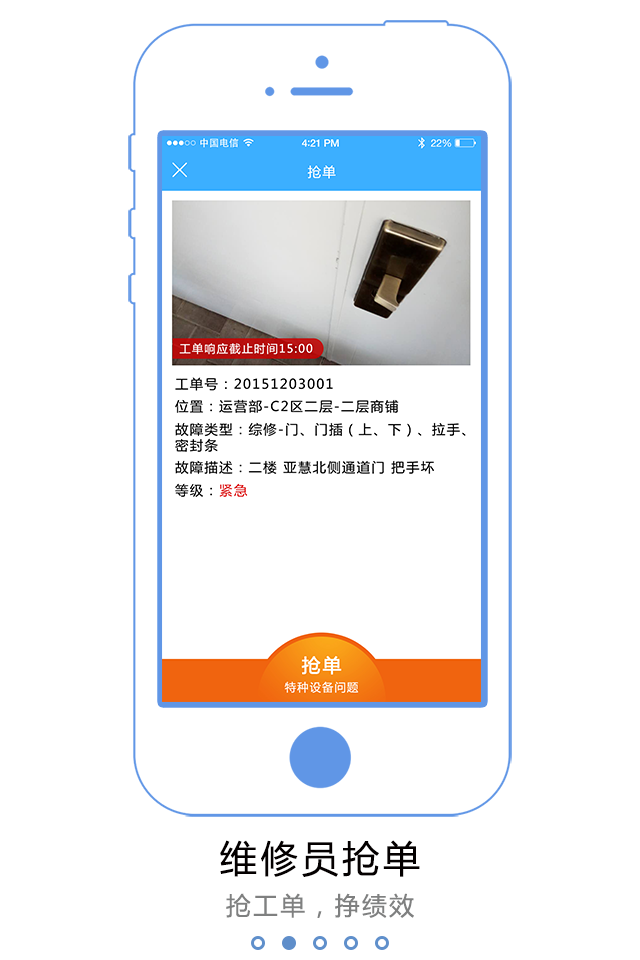 中国电信
4:21 PM
22%
抢单
工单响应截止时间15:00
工单号：20151203001
位置：运营部-C2区二层-二层商铺
故障类型：综修-门、门插（上、下）、拉手、
密封条
故障描述：二楼 亚慧北侧通道门 把手坏
等级：紧急
抢单
特种设备问题
维修员抢单
抢工单，挣绩效